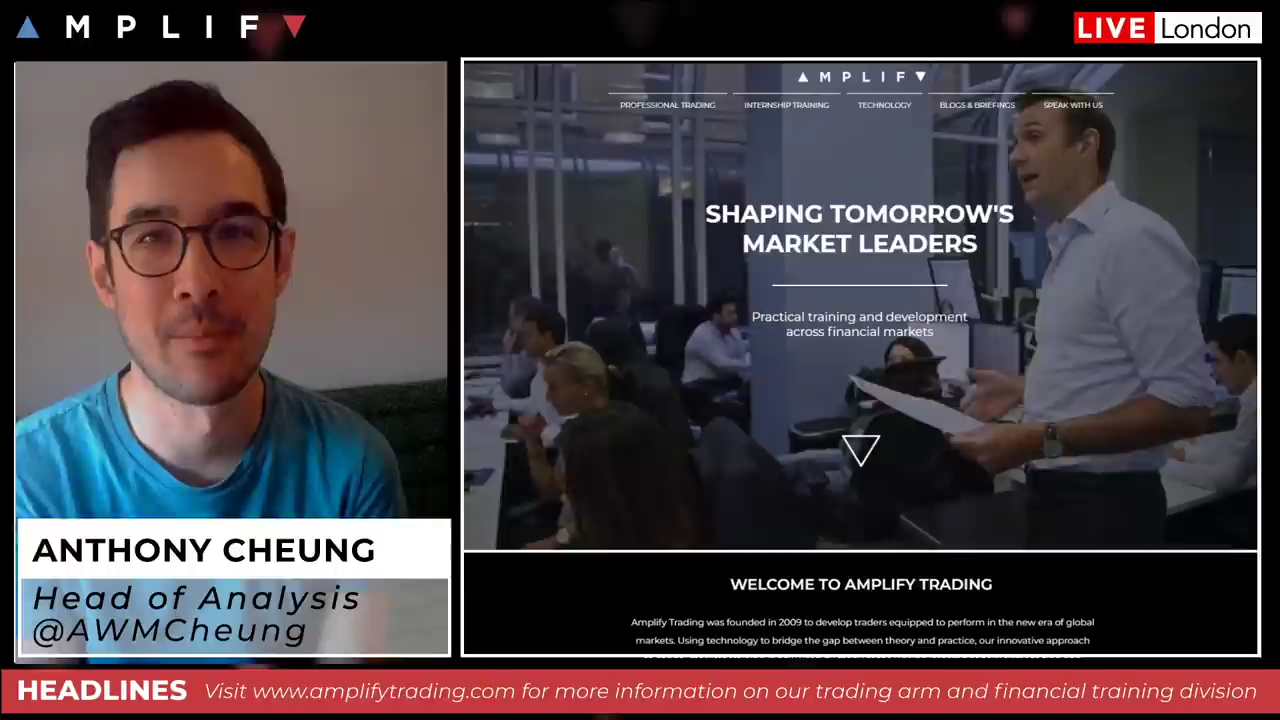 AMPLIFY
LIVE London
AMPLIFY
PROFESSIONAL TRADING
INTERNSHIP TRAINING
TECHNOLOGY
BLOGS & BRIEFINGS
SPEAK WITH US
SHAPING TOMORROW'S
MARKET LEADERS
Practical training and development
across financial markets
ANTHONY CHEUNG
Head of Analysis
@AWMCheung
WELCOME TO AMPLIFY TRADING
Amplify Trading was founded in 2009 to develop traders equipped to perform in the new era of global
markets. Using technology to bridge the gap between theory and practice, our innovative approach
HEADLINES Visit www.amplifytrading.com for more information on our trading arm and financial training division